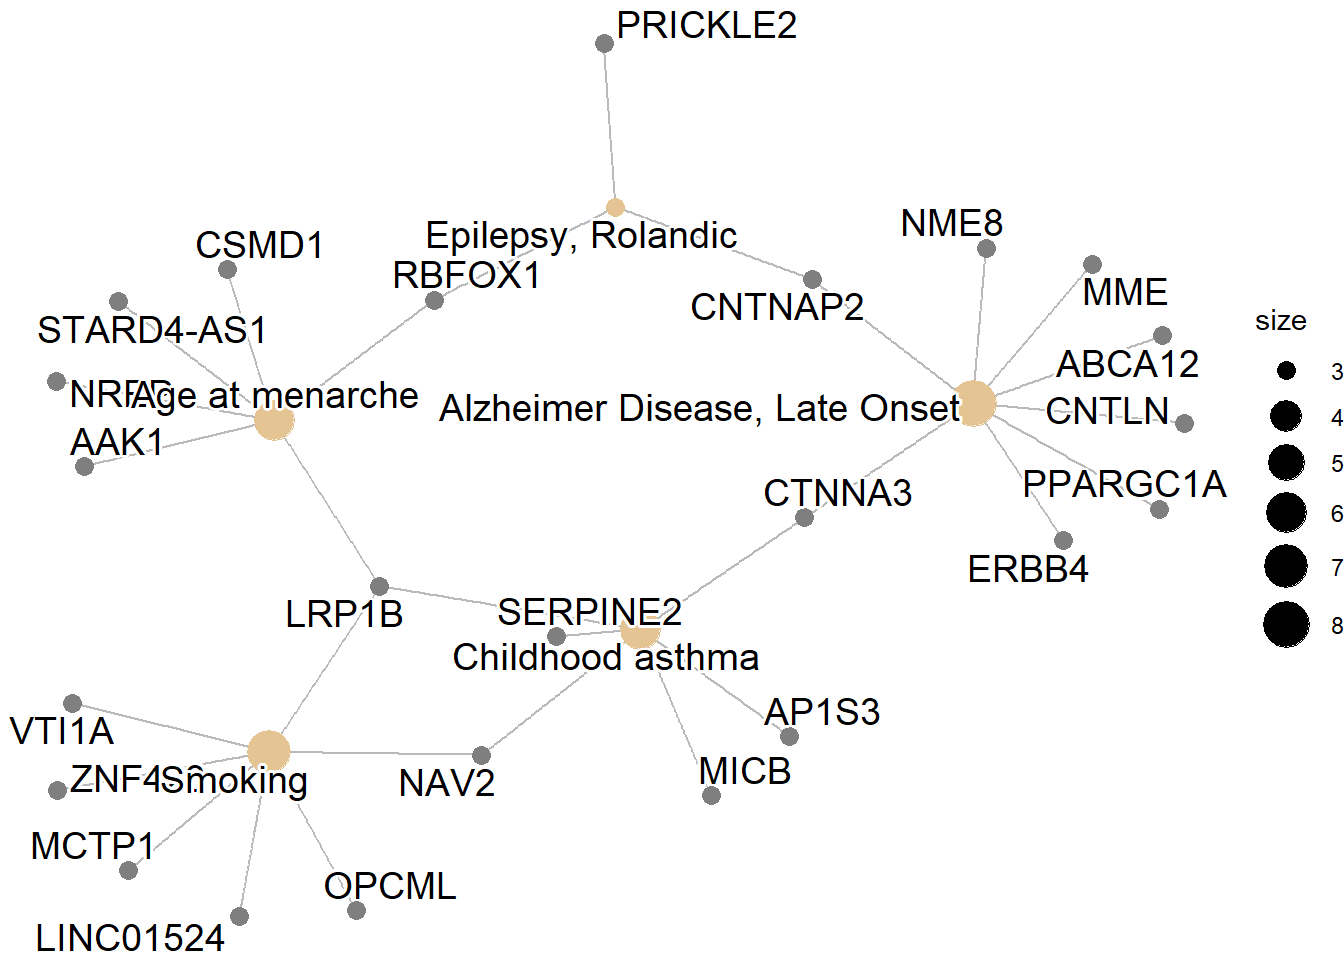 PRICKLE2
NME8
Epilepsy, Rolandic
CSMD1
RBFOX1
MME
CNTNAP2
size
STARD4-AS1
ABCA12
3
Age at menarche
Alzheimer Disease, Late Onset
CNTLN
4
AAK1
5
PPARGC1A
CTNNA3
6
ERBB4
7
LRP1B
SERPINE2
8
Childhood asthma
AP1S3
VTI1A
MICB
Smoking
NAV2
MCTP1
OPCML
LINC01524